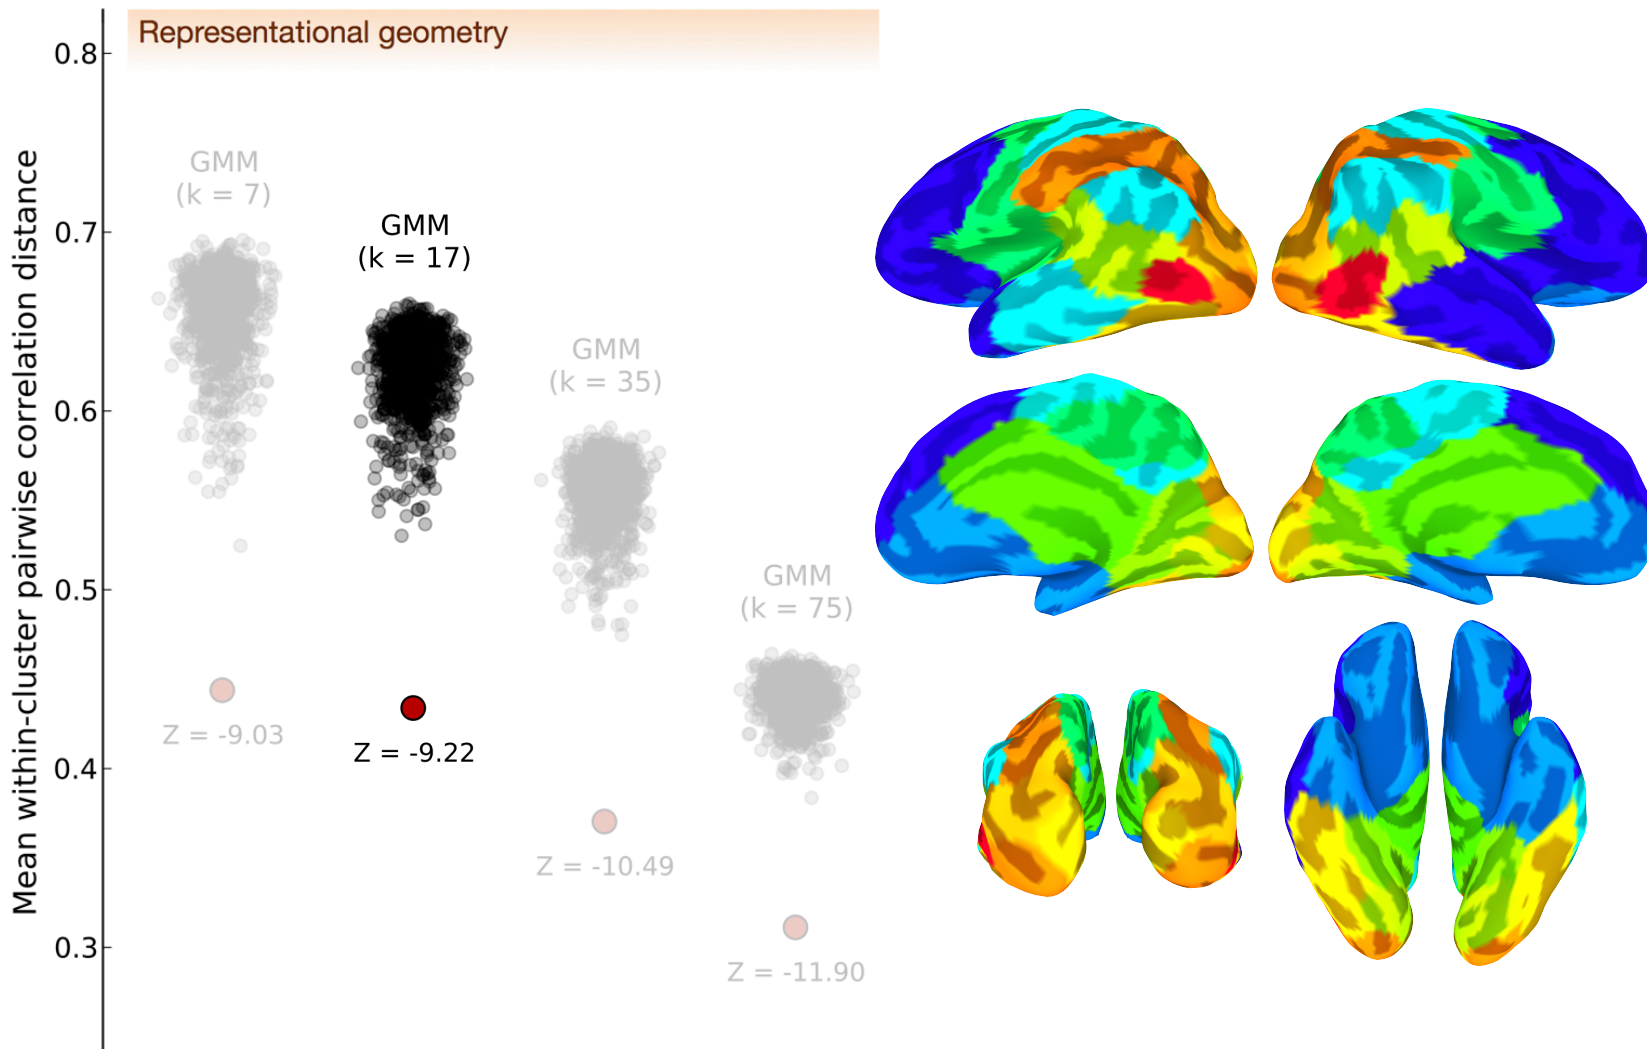 Representational geometry
Mean within-cluster pairwise correlation distance
0.8
0.7
0.6
0.5
0.4
0.3
GMM
(k = 7)
Z = -9.03
GMM
(k = 17)
Z = -9.22
GMM
(k = 35)
Z = -10.49
GMM
(k = 75)
Z = -11.90